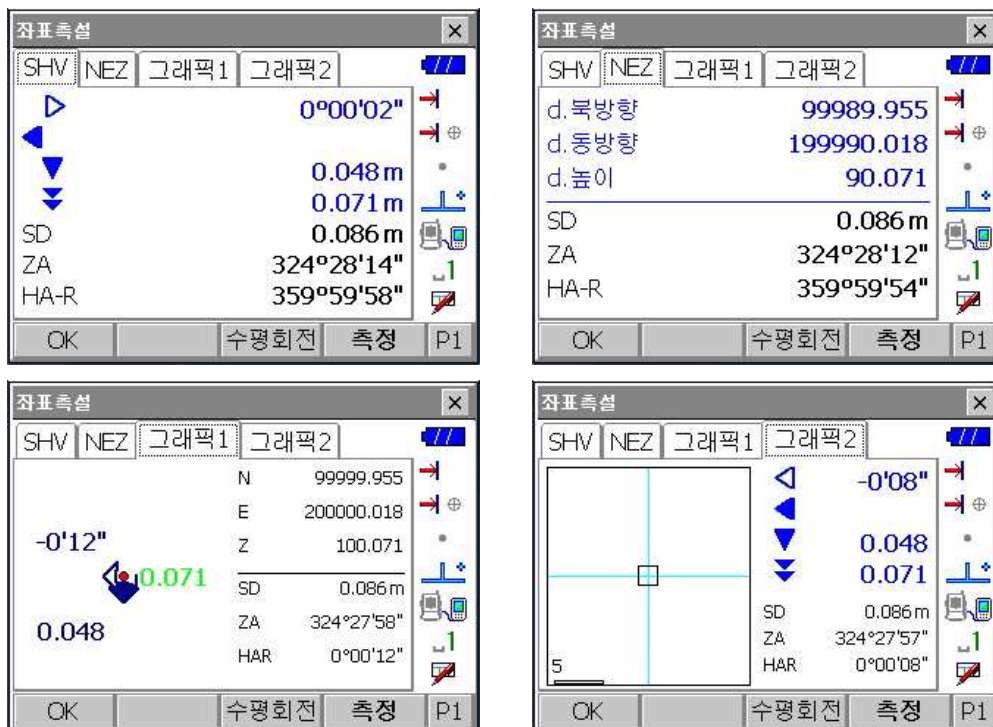 좌표측설
SHV NEZ 그래픽1 그래픽2
0°00'02"
0.048 m
0.071 m
SD 0.086 m
ZA 324°28'14"
HA-R 359°59'58"
OK 수평회전 측정 P1
좌표측설
SHV NEZ 그래픽1 그래픽2
d.북방향 99989.955
d.동방향 199990.018
d.높이 90.071
SD 0.086 m
ZA 324°28'12"
HA-R 359°59'54"
1
OK 수평회전 측정 P1
좌표측설
SHV NEZ 그래픽1 그래픽2
N 99999.955
E 200000.018
Z 100.071
-0'12"
0.071
0.048
SD 0.086 m
ZA 324°27'58"
HAR 0°00'12"
1
OK 수평회전 측정 P1
좌표측설
SHV NEZ 그래픽1 그래픽2
-0'08"
0.048
0.071
SD 0.086 m
ZA 324°27'57"
HAR 0°00'08"
5
1
OK 수평회전 측정 P1